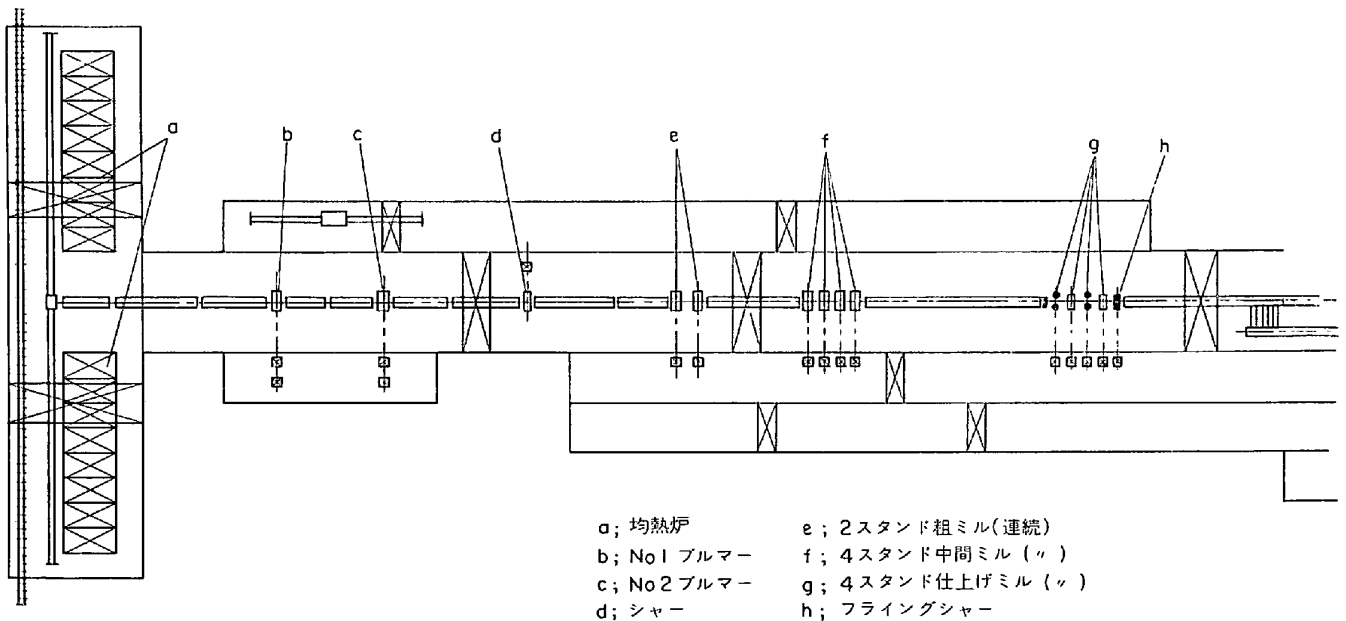 a
b
c
d
e
f
g
h
a; 均熱炉
b; No1 ブルマー
c; No2 ブルマー
d; シャー
e; 2スタンド粗ミル(連続)
f; 4スタンド中間ミル (〃)
g; 4スタンド仕上げミル (〃)
h; フライングシャー